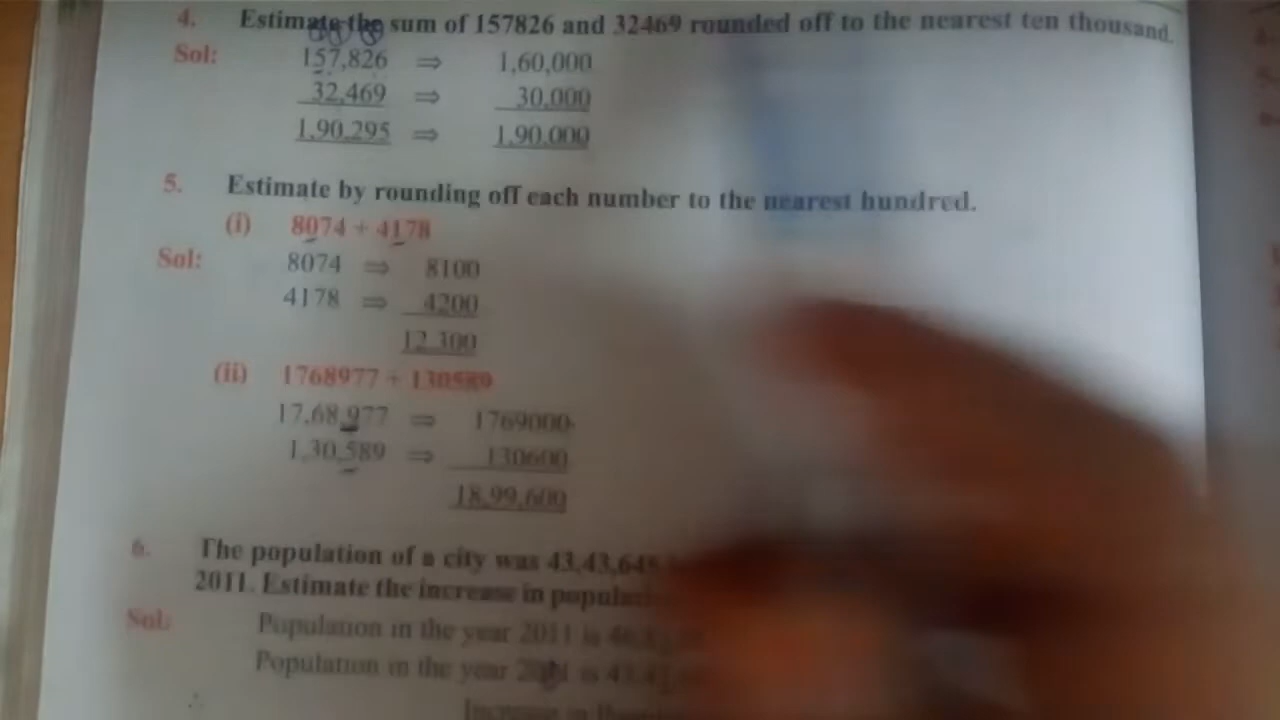 4. Estimate the sum of 157826 and 32469 rounded off to the nearest ten thousand.
Sol: 157,826 ⇒ 1,60,000
32,469 ⇒ 30,000
1,90,295 ⇒ 1,90,000
5. Estimate by rounding off each number to the nearest hundred.
(i) 8074 + 4178
Sol: 8074 ⇒ 8100
4178 ⇒ 4200
12,300
(ii) 1768977 + 130589
17,68,977 ⇒ 1769000
1,30,589 ⇒ 130600
18,99,600
6. The population of a city was 43,43,645
2011. Estimate the increase in
Sol: Population in the year 2011 is
Population in the year is
Increase in